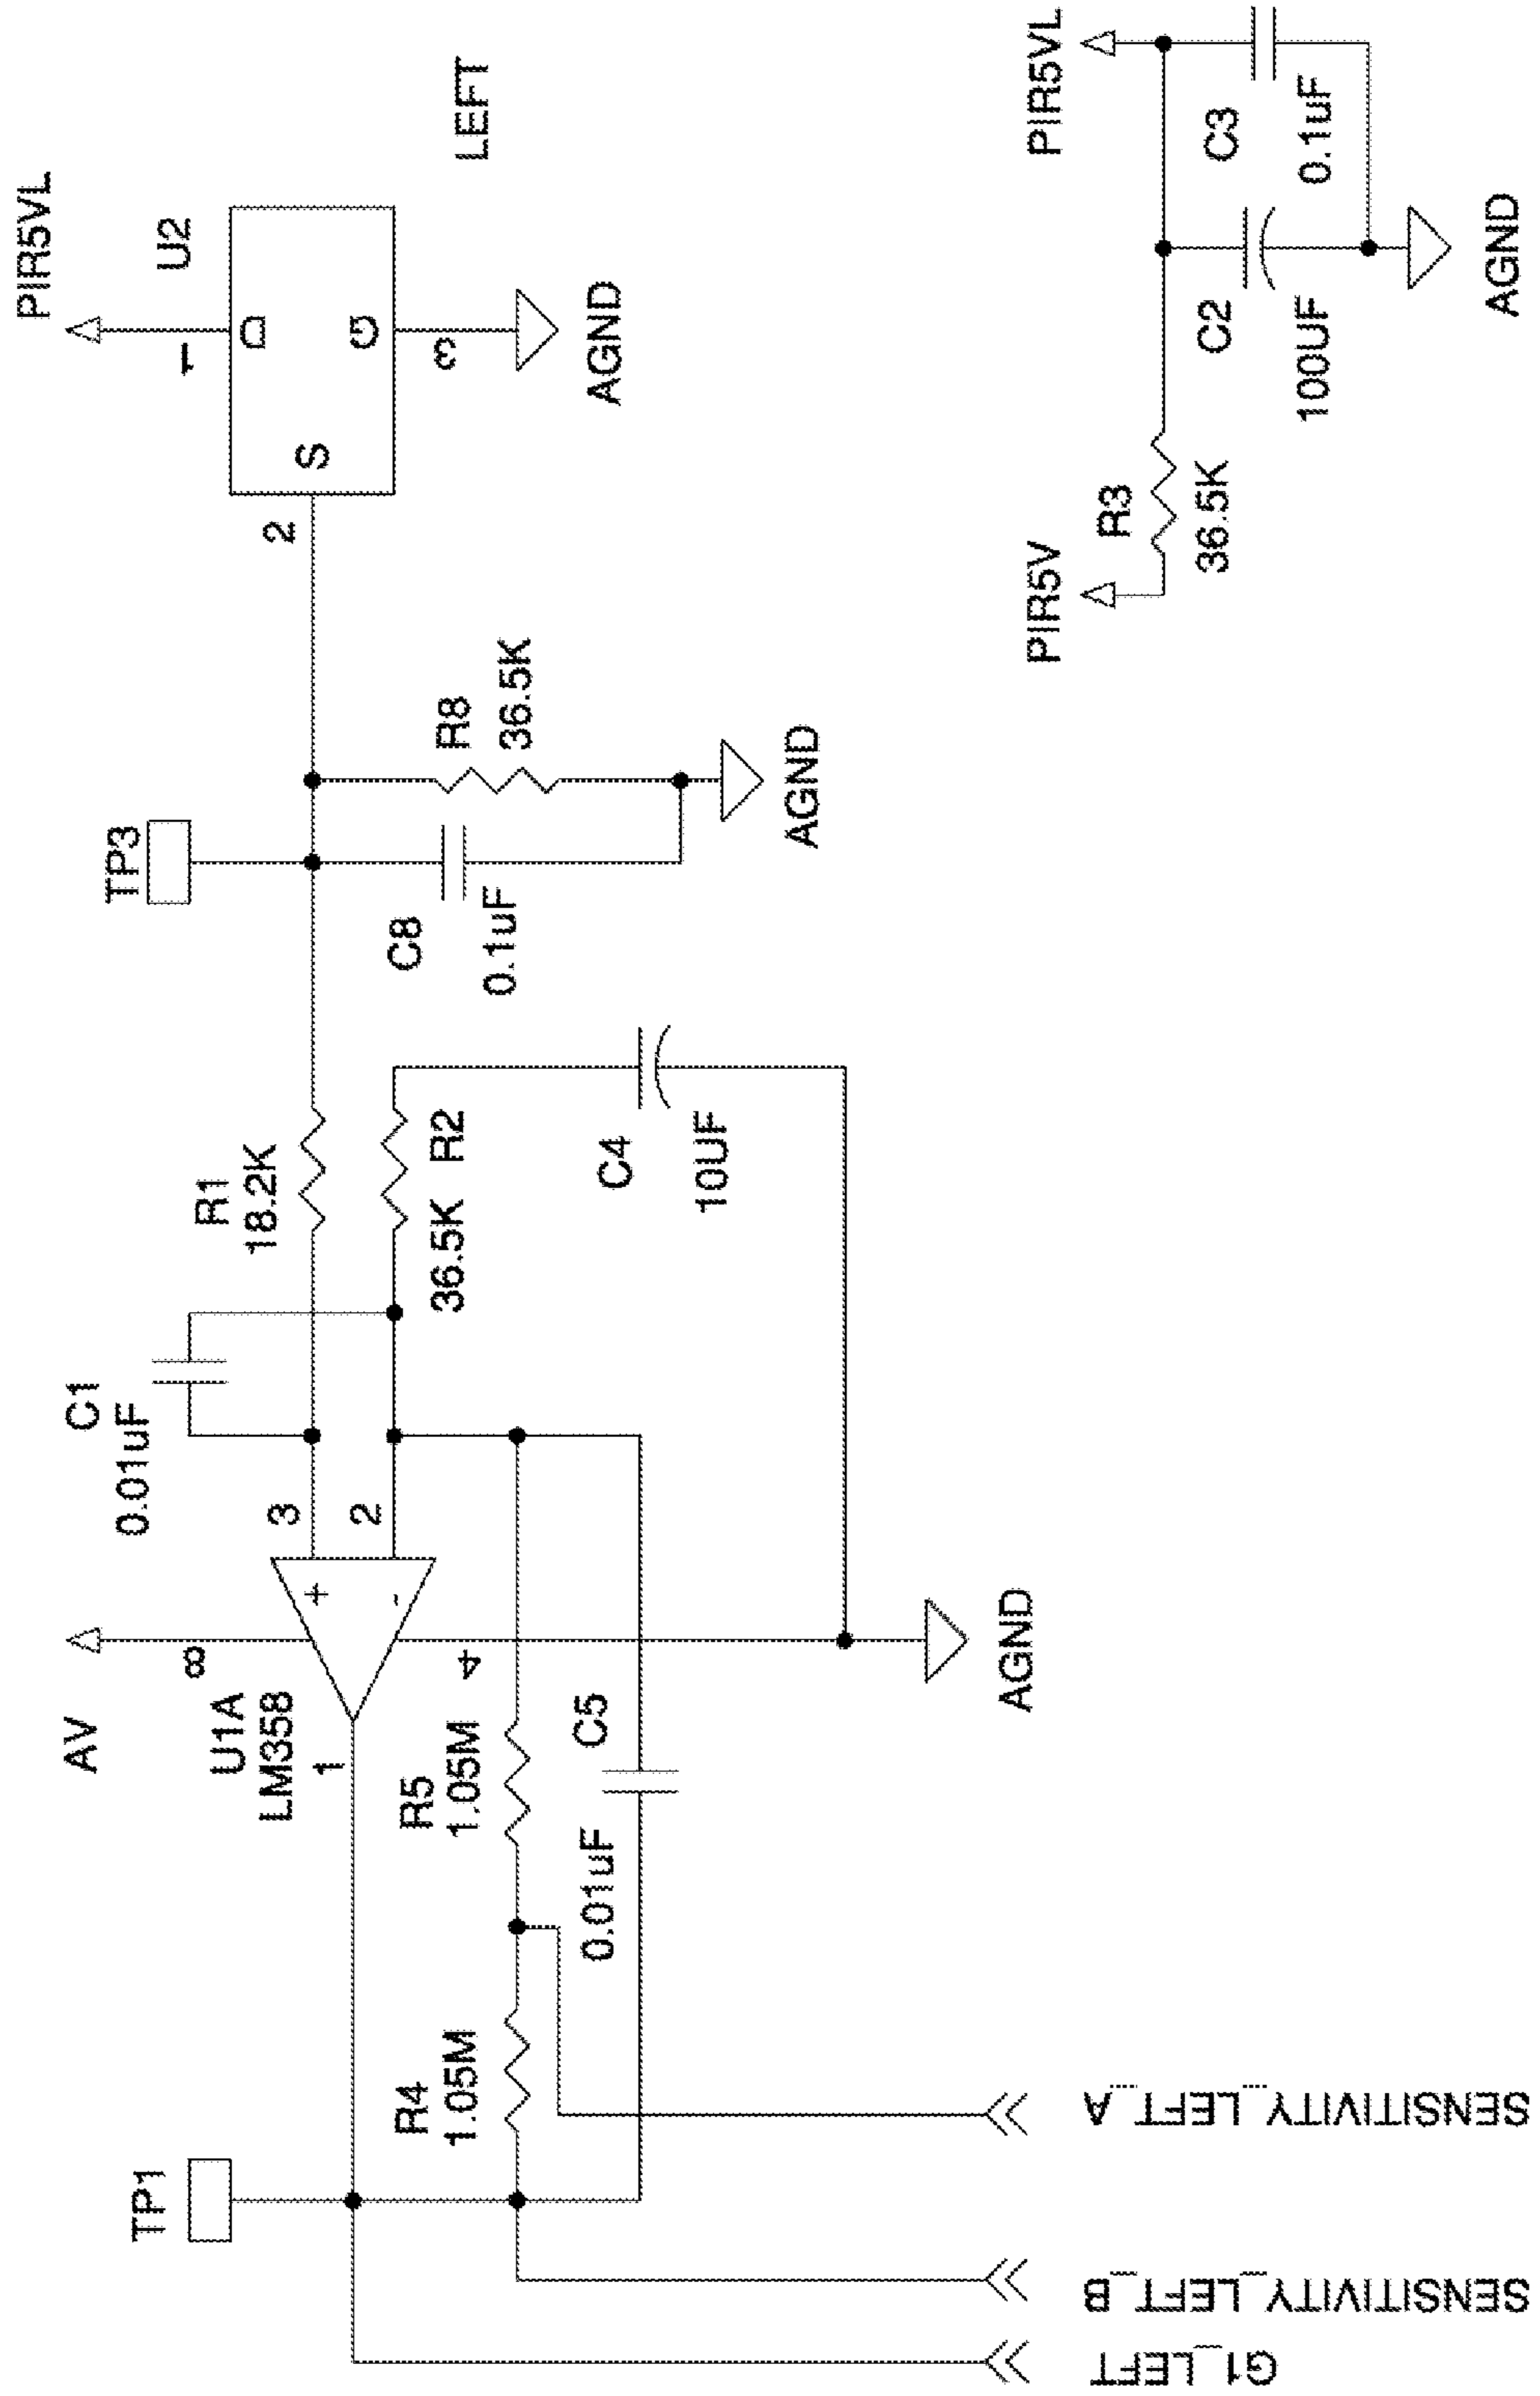 PIR5VL
U2
1
D
G
3
S
2
LEFT
AGND
TP3
R8
36.5K
C8
0.1uF
AGND
R1
18.2K
R2
36.5K
C4
10UF
C1
0.01uF
3
2
+
-
AV
8
4
U1A
LM358
1
R5
1.05M
C5
0.01uF
AGND
R4
1.05M
TP1
SENSITIVITY_LEFT_A
SENSITIVITY_LEFT_B
G1_LEFT
PIR5VL
C3
0.1uF
C2
100UF
AGND
R3
36.5K
PIR5V